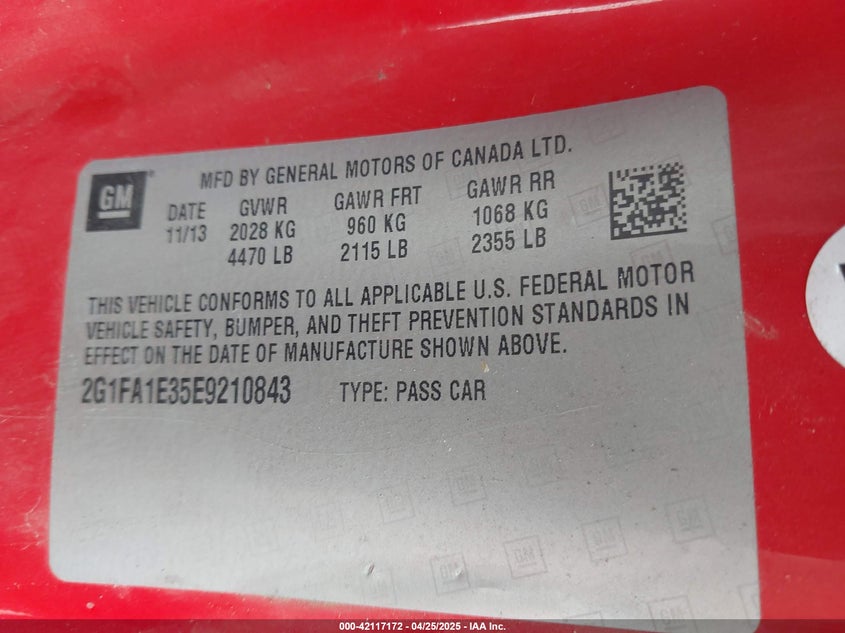 GM
MFD BY GENERAL MOTORS OF CANADA LTD.
DATE GVWR GAWR FRT GAWR RR
11/13 2028 KG 960 KG 1068 KG
4470 LB 2115 LB 2355 LB
THIS VEHICLE CONFORMS TO ALL APPLICABLE U.S. FEDERAL MOTOR
VEHICLE SAFETY, BUMPER, AND THEFT PREVENTION STANDARDS IN
EFFECT ON THE DATE OF MANUFACTURE SHOWN ABOVE.
2G1FA1E35E9210843 TYPE: PASS CAR
000-42117172 | 04/25/2025 - IAA Inc.